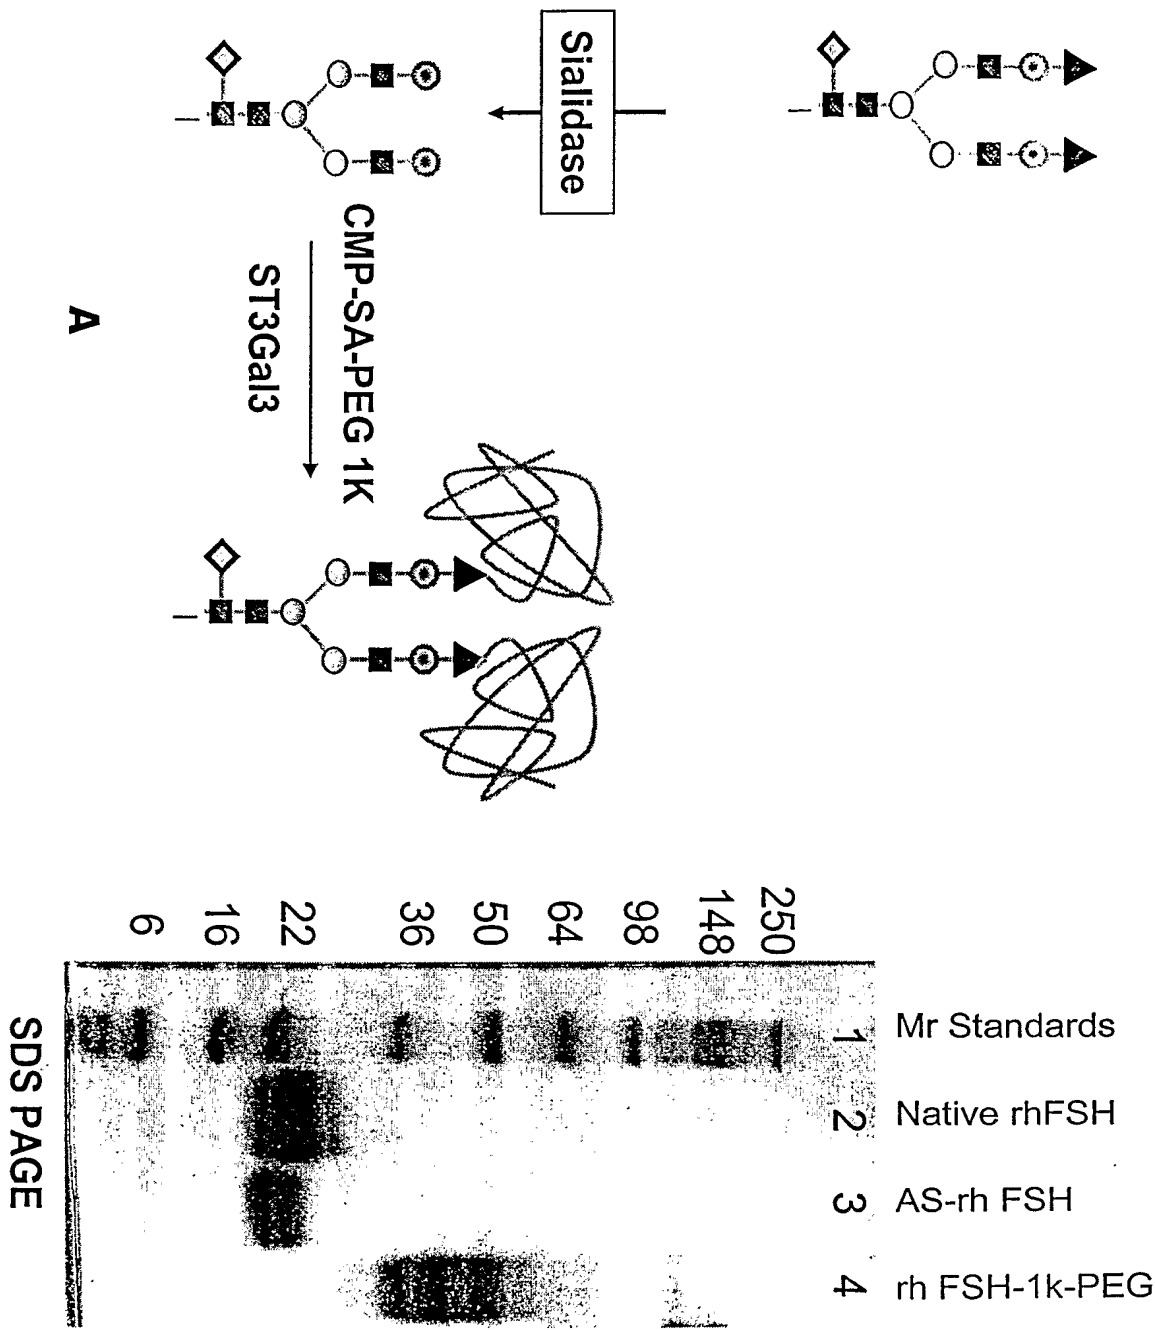 Sialidase
CMP-SA-PEG 1K
ST3Gal3
A
250
148
98
64
50
36
22
16
6
1 Mr Standards
2 Native rhFSH
3 AS-rh FSH
4 rh FSH-1k-PEG
SDS PAGE